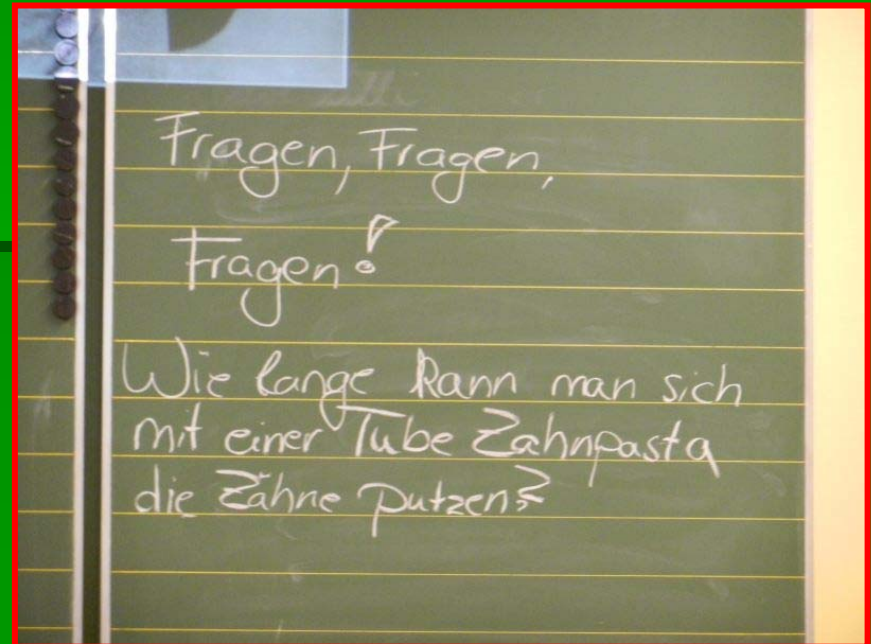 Fragen, Fragen,
Fragen!
Wie lange kann man sich
mit einer Tube Zahnpasta
die Zähne putzen?